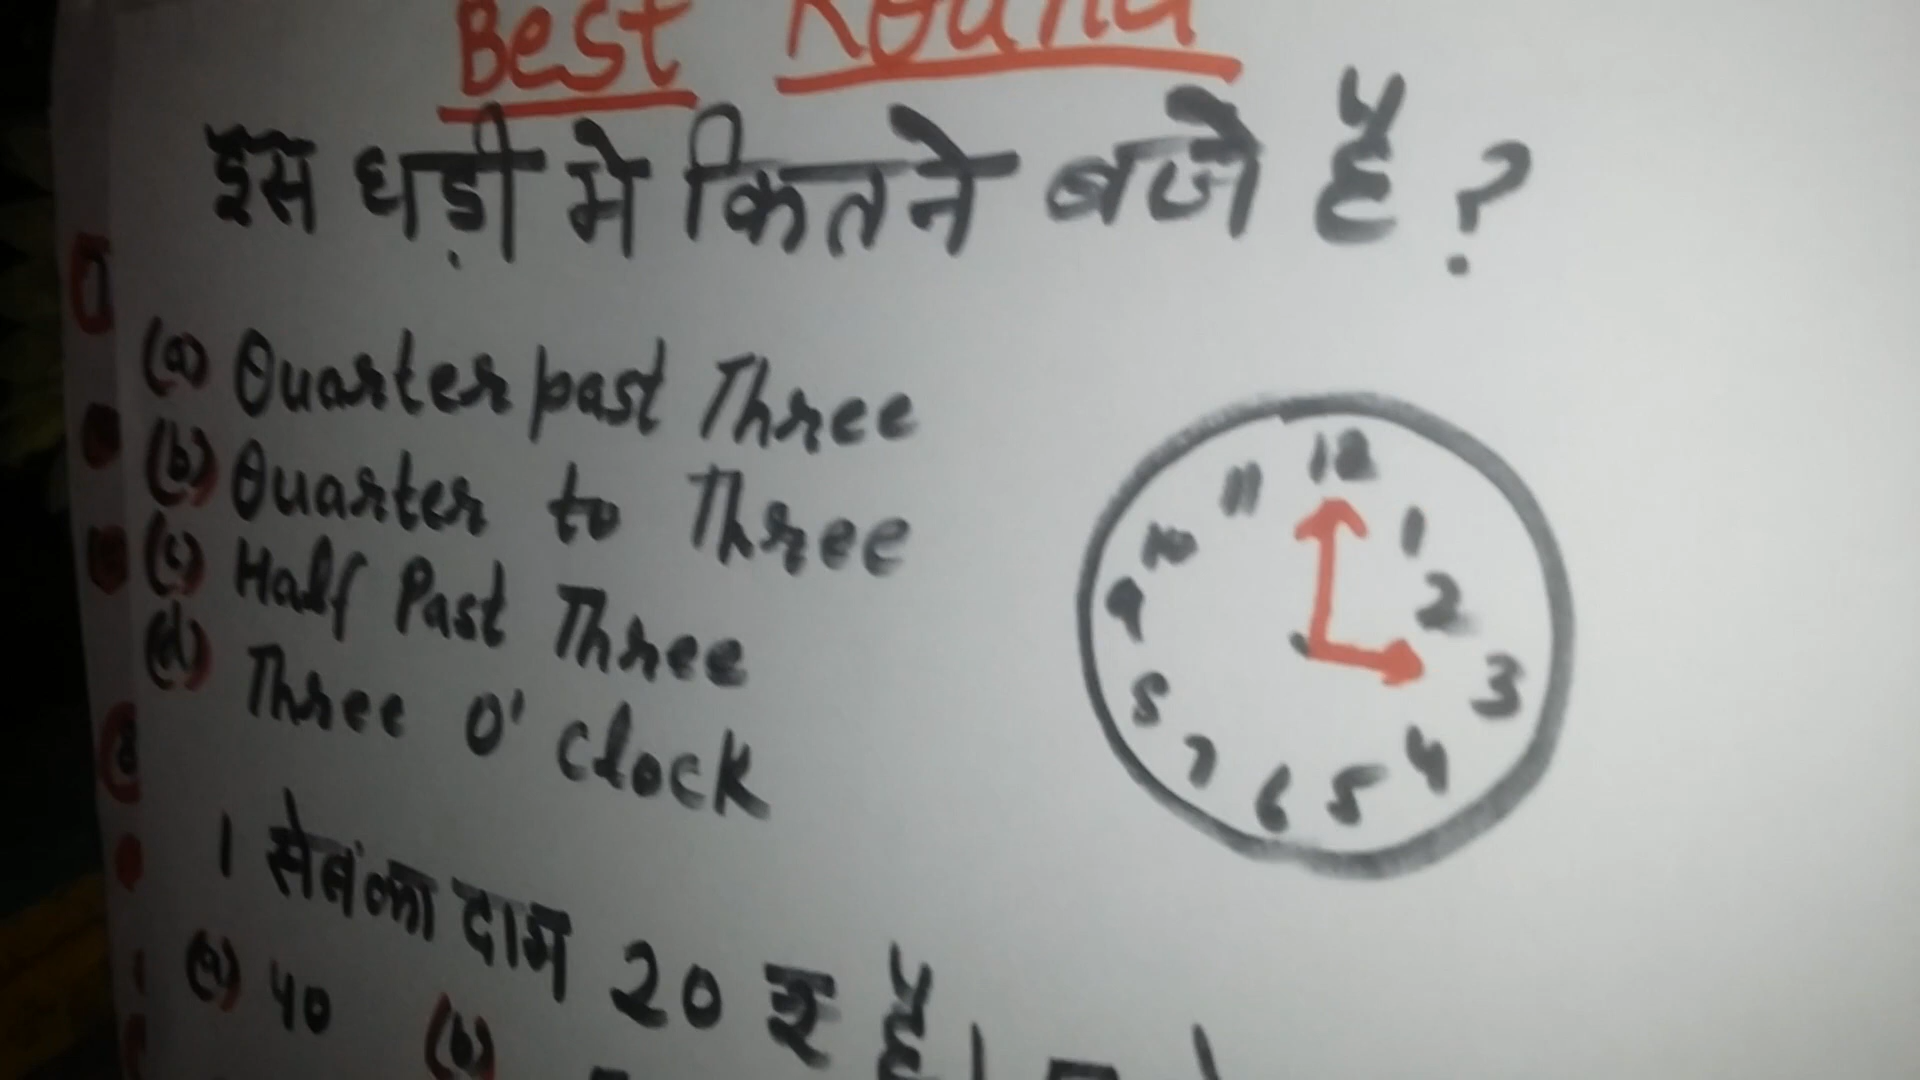 Best Round
इस घड़ी मे कितने बजे है ?
(a) Quarter past Three
(b) Quarter to Three
(c) Half Past Three
(d) Three O' clock
12
11
1
10
2
9
3
8
4
7
5
6
1 सेब का दाम 20 रु है।
(a) 40 (b)